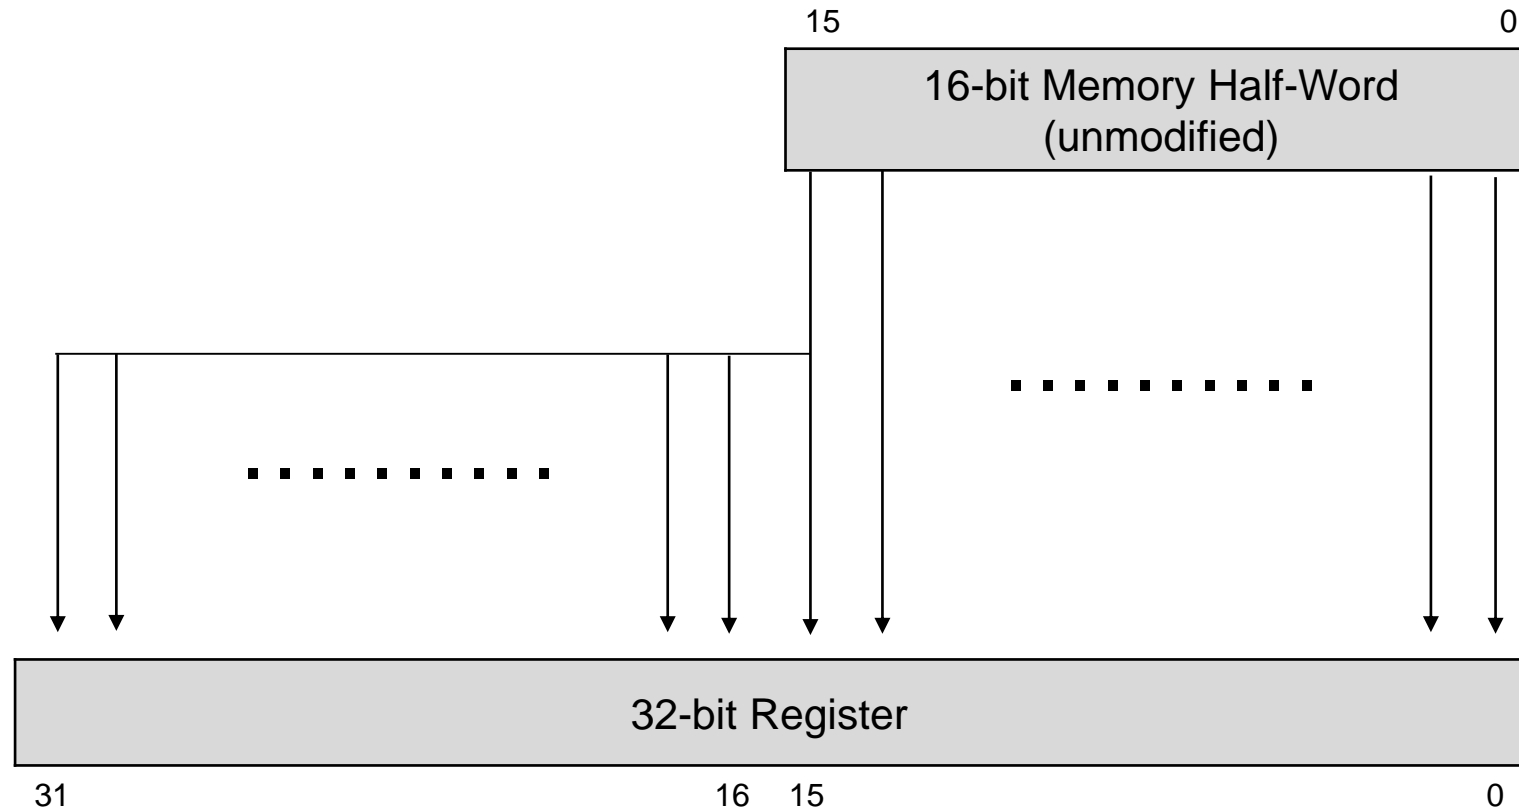 15 0
16-bit Memory Half-Word
(unmodified)
32-bit Register
31 16 15 0